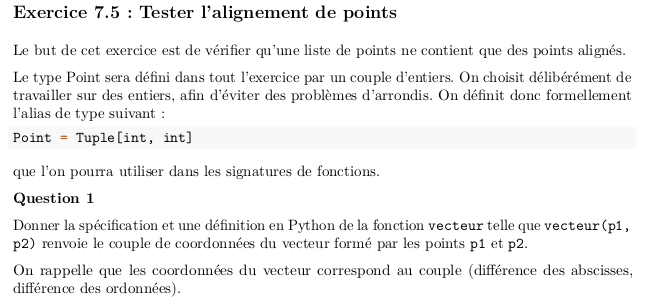 Exercice 7.5 : Tester l'alignement de points
Le but de cet exercice est de vérifier qu'une liste de points ne contient que des points alignés.
Le type Point sera défini dans tout l'exercice par un couple d'entiers. On choisit délibérément de
travailler sur des entiers, afin d'éviter des problèmes d'arrondis. On définit donc formellement
l'alias de type suivant :
Point = Tuple[int, int]
que l'on pourra utiliser dans les signatures de fonctions.
Question 1
Donner la spécification et une définition en Python de la fonction vecteur telle que vecteur(p1,
p2) renvoie le couple de coordonnées du vecteur formé par les points p1 et p2.
On rappelle que les coordonnées du vecteur correspond au couple (différence des abscisses,
différence des ordonnées).